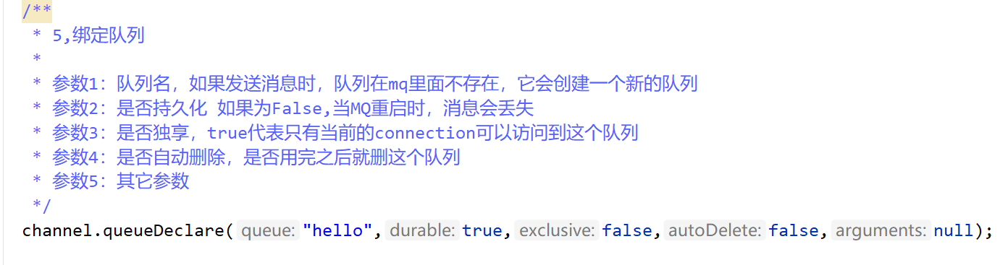 /**
 * 5,绑定队列
 *
 * 参数1：队列名，如果发送消息时，队列在mq里面不存在，它会创建一个新的队列
 * 参数2：是否持久化 如果为False,当MQ重启时，消息会丢失
 * 参数3：是否独享，true代表只有当前的connection可以访问到这个队列
 * 参数4：是否自动删除，是否用完之后就删这个队列
 * 参数5：其它参数
 */
channel.queueDeclare( queue: "hello", durable: true, exclusive: false, autoDelete: false, arguments: null);